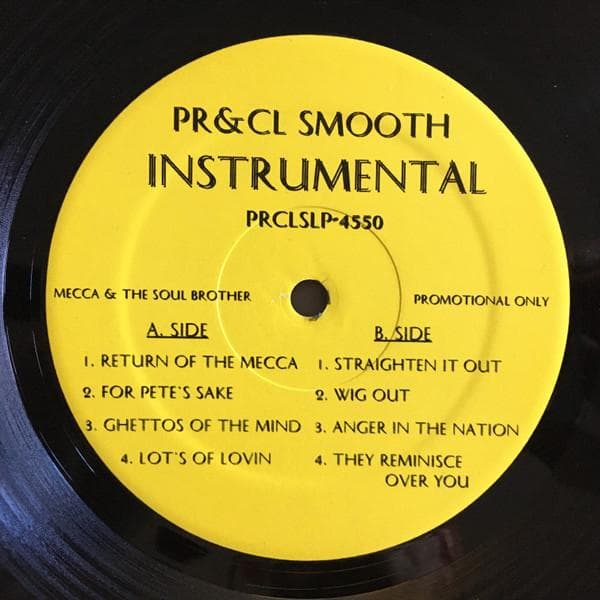 PR&CL SMOOTH
INSTRUMENTAL
PRCLSLP-4550
MECCA & THE SOUL BROTHER
PROMOTIONAL ONLY
A. SIDE
1. RETURN OF THE MECCA
2. FOR PETE'S SAKE
3. GHETTOS OF THE MIND
4. LOT'S OF LOVIN
B. SIDE
1. STRAIGHTEN IT OUT
2. WIG OUT
3. ANGER IN THE NATION
4. THEY REMINISCE
OVER YOU